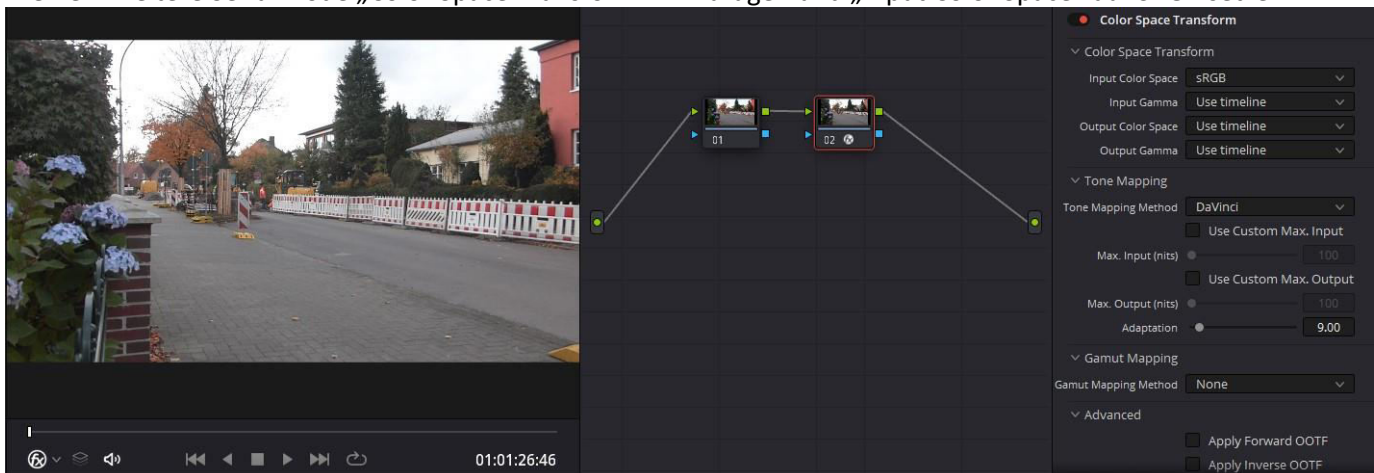 Color Space Transform
Color Space Transform
Input Color Space sRGB
Input Gamma Use timeline
Output Color Space Use timeline
Output Gamma Use timeline
Tone Mapping
Tone Mapping Method DaVinci
Use Custom Max. Input
Max. Input (nits) 100
Use Custom Max. Output
Max. Output (nits) 100
Adaptation 9.00
Gamut Mapping
Gamut Mapping Method None
Advanced
Apply Forward OOTF
Apply Inverse OOTF
01
02
fx
01:01:26:46